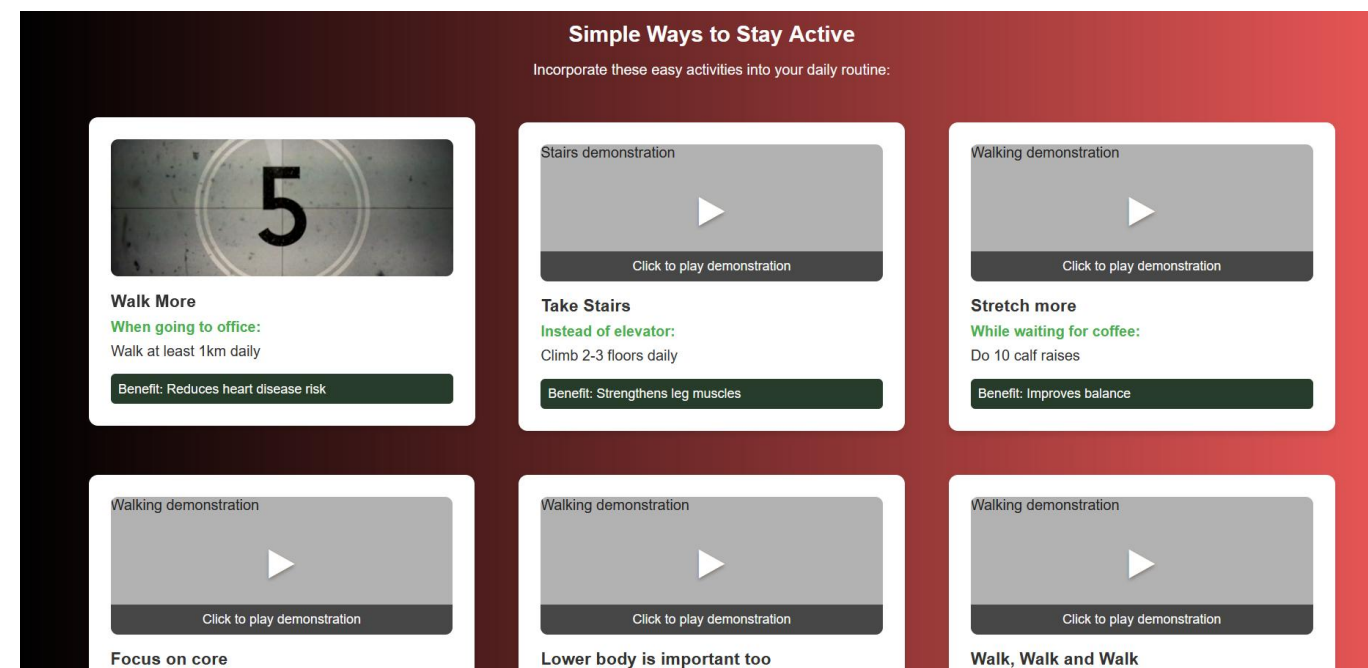 Simple Ways to Stay Active
Incorporate these easy activities into your daily routine:
5
Walk More
When going to office:
Walk at least 1km daily
Benefit: Reduces heart disease risk
Stairs demonstration
Click to play demonstration
Take Stairs
Instead of elevator:
Climb 2-3 floors daily
Benefit: Strengthens leg muscles
Walking demonstration
Click to play demonstration
Stretch more
While waiting for coffee:
Do 10 calf raises
Benefit: Improves balance
Walking demonstration
Click to play demonstration
Focus on core
Walking demonstration
Click to play demonstration
Lower body is important too
Walking demonstration
Click to play demonstration
Walk, Walk and Walk